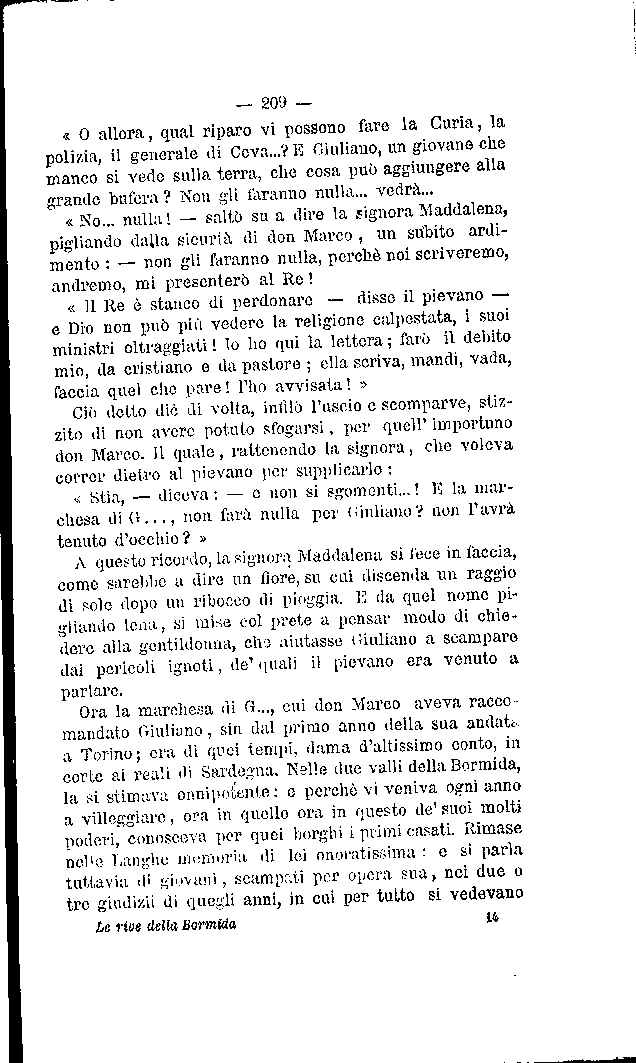 — 209 —
« O allora, qual riparo vi possono fare la Curia, la
polizia, il generale di Ceva...? E Giuliano, un giovane che
manco si vede sulla terra, che cosa può aggiungere alla
grande bufera? Non gli faranno nulla... vedrà...
« No... nulla! — saltò su a dire la signora Maddalena,
pigliando dalla sicurià di don Marco, un subito ardi-
mento: — non gli faranno nulla, perchè noi scriveremo,
andremo, mi presenterò al Re!
« Il Re è stanco di perdonare — disse il pievano —
e Dio non può più vedere la religione calpestata, i suoi
ministri oltraggiati! Io ho qui la lettera; farò il debito
mio, da cristiano e da pastore; ella scriva, mandi, vada,
faccia quel che pare! l'ho avvisata! »
Ciò detto diè di volta, infilò l'uscio e scomparve, stiz-
zito di non avere potuto sfogarsi, per quell' importuno
don Marco. Il quale, rattenendo la signora, che voleva
correr dietro al pievano per supplicarlo:
« Stia, — diceva: — e non si sgomenti...! E la mar-
chesa di G..., non farà nulla per Giuliano? non l'avrà
tenuto d'occhio? »
A questo ricordo, la signora Maddalena si fece in faccia,
come sarebbe a dire un fiore, su cui discenda un raggio
di sole dopo un ribocco di pioggia. E da quel nome pi-
gliando lena, si mise col prete a pensar modo di chie-
dere alla gentildonna, che aiutasse Giuliano a scampare
dai pericoli ignoti, de' quali il pievano era venuto a
parlare.
Ora la marchesa di G..., cui don Marco aveva racco-
mandato Giuliano, sin dal primo anno della sua andata
a Torino; era di quei tempi, dama d'altissimo conto, in
corte ai reali di Sardegna. Nelle due valli della Bormida,
la si stimava onnipotente: e perchè vi veniva ogni anno
a villeggiare, ora in quello ora in questo de' suoi molti
poderi, conosceva per quei borghi i primi casati. Rimase
nelle Langhe memoria di lei onoratissima: e si parla
tuttavia di giovani, scampati per opera sua, nei due o
tre giudizii di quegli anni, in cui per tutto si vedevano
Le rive della Bormida 14